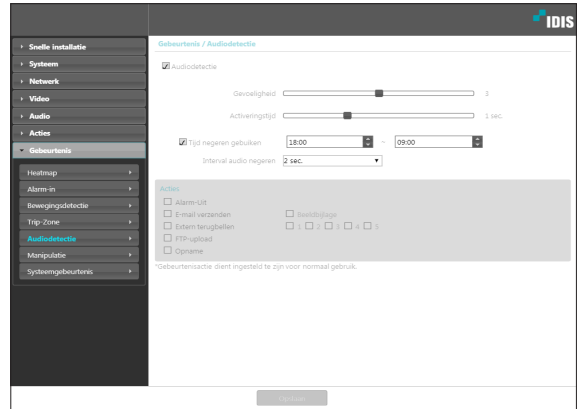 IDIS
Snelle installatie
Systeem
Netwerk
Video
Audio
Acties
Gebeurtenis
Heatmap
Alarm-in
Bewegingsdetectie
Trip-Zone
Audiodetectie
Manipulatie
Systeemgebeurtenis
Gebeurtenis / Audiodetectie
Audiodetectie
Gevoeligheid 3
Activeringstijd 1 sec.
Tijd negeren gebuiken 18:00 ~ 09:00
Interval audio negeren 2 sec.
Acties
Alarm-Uit
E-mail verzenden Beeldbijlage
Extern terugbellen 1 2 3 4 5
FTP-upload
Opname
*Gebeurtenisactie dient ingesteld te zijn voor normaal gebruik.
Opslaan